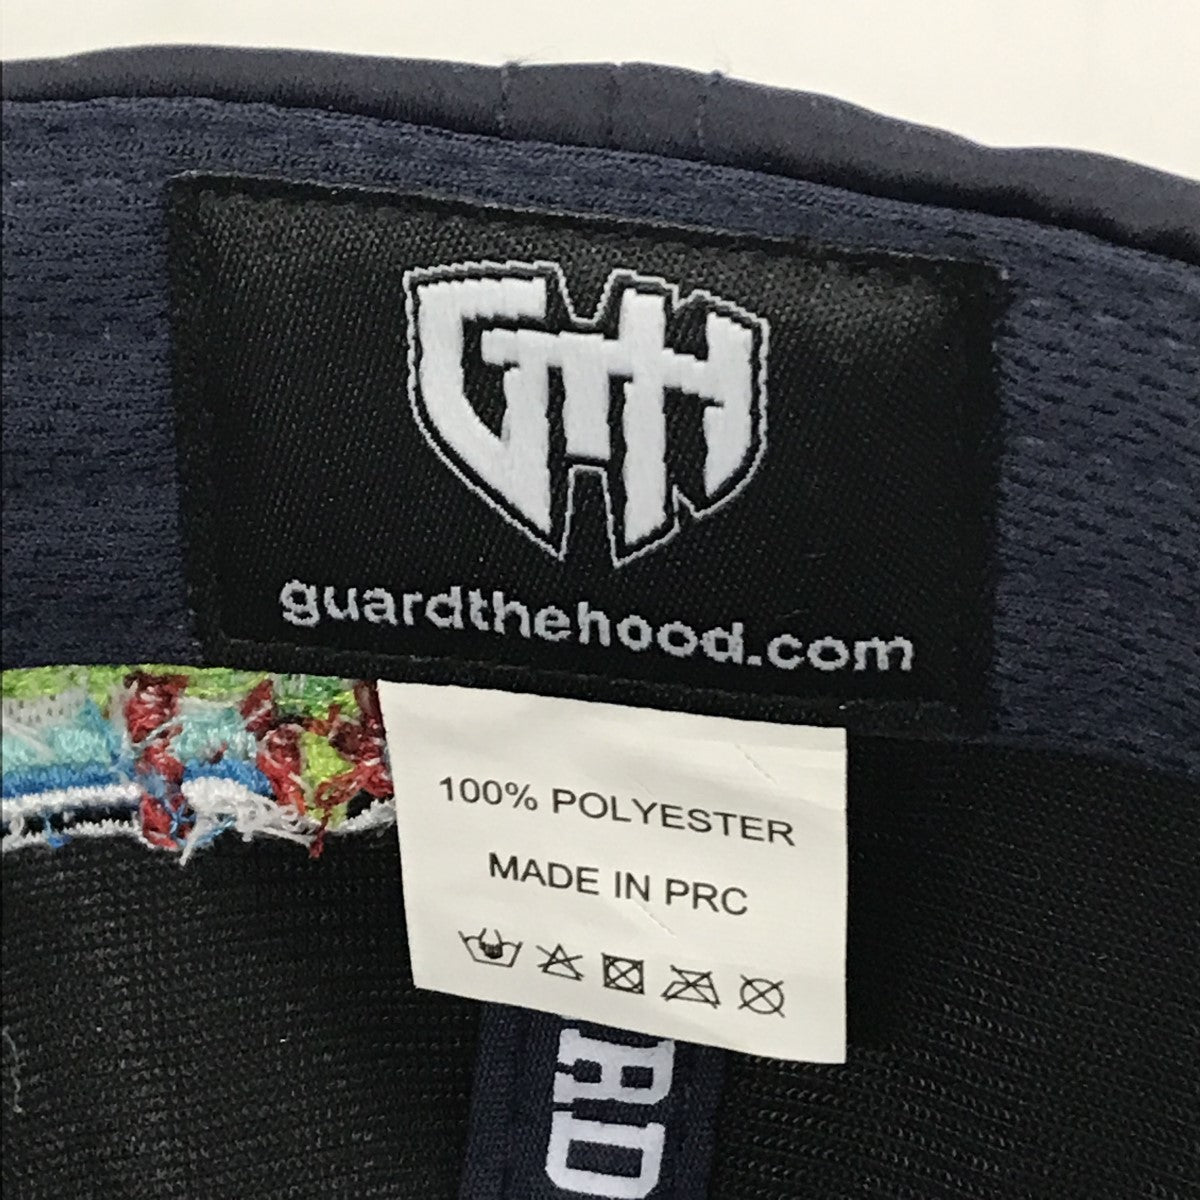 GTH
guardthehood.com
100% POLYESTER
MADE IN PRC